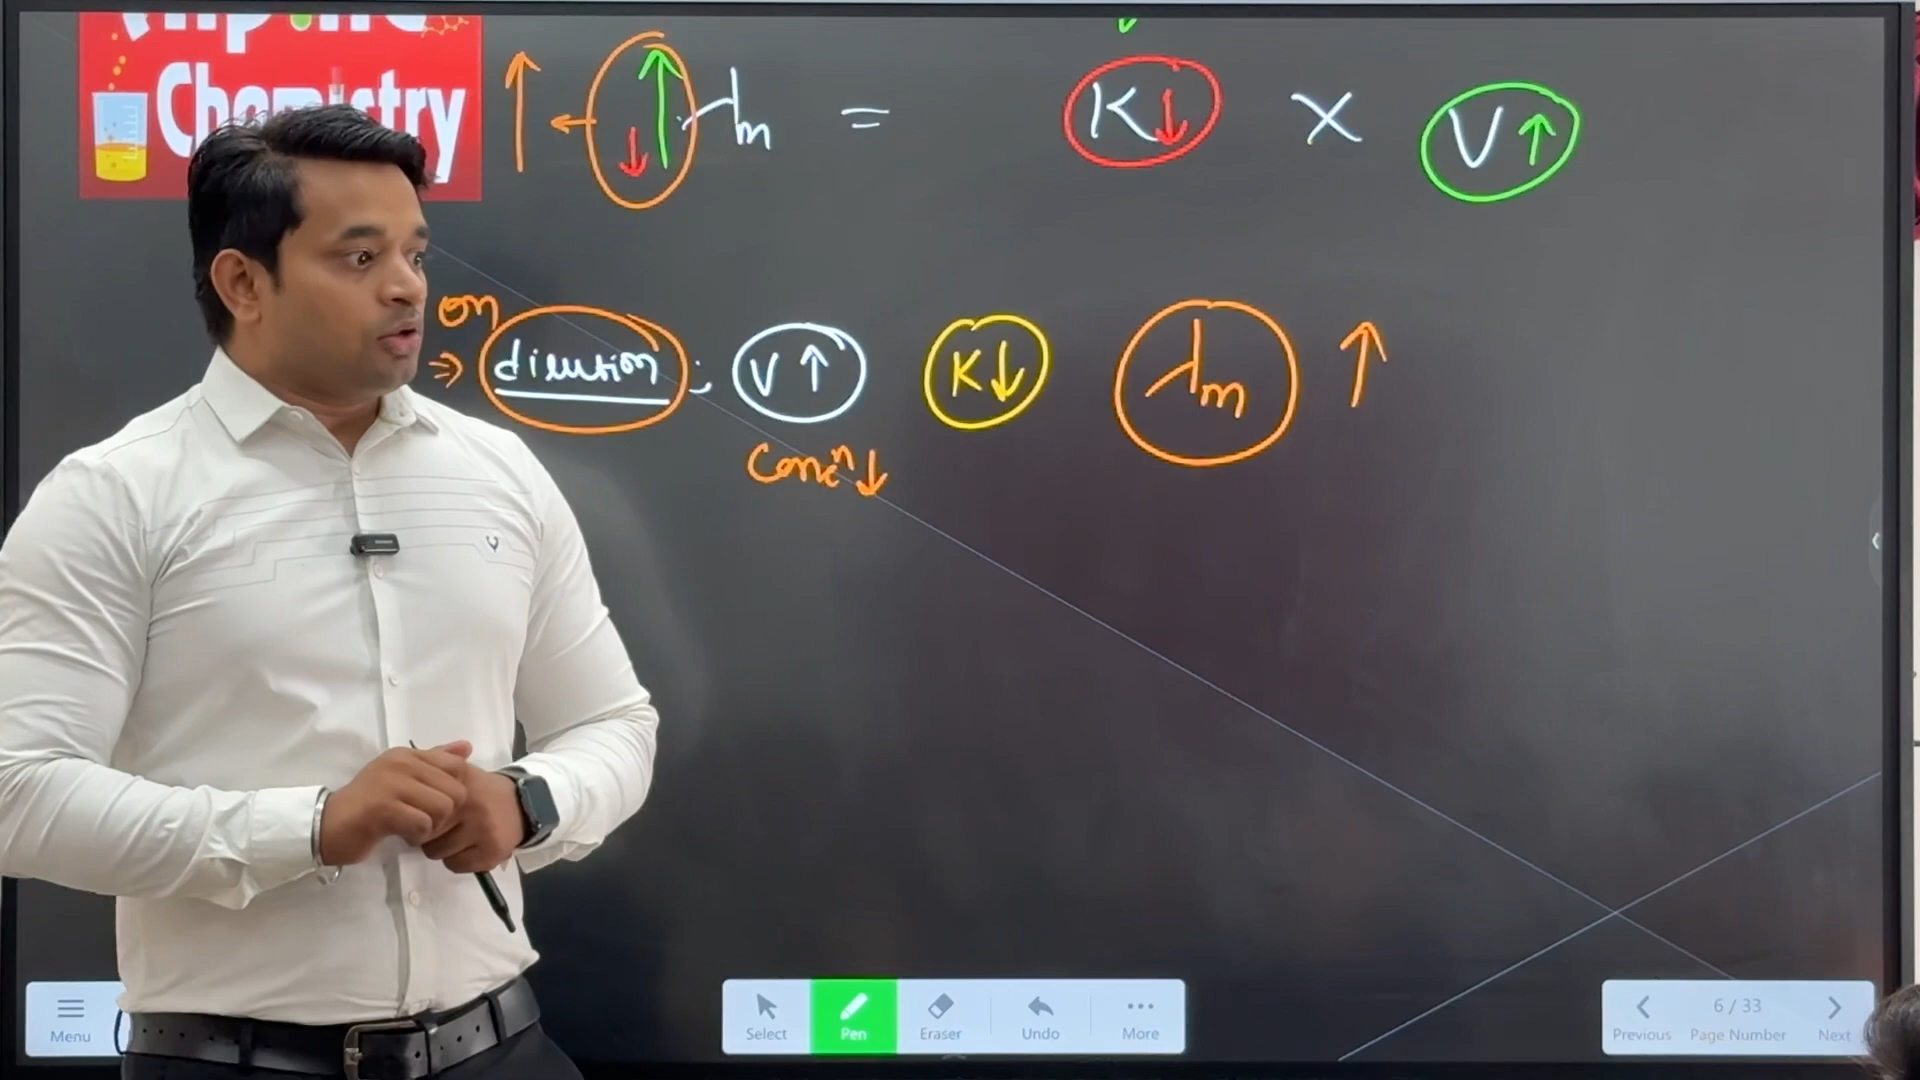 Chemistry
↑ ← ↓ ↑ λm = K↓ × V↑
on
⇒ dilution : V↑ K↓ λm ↑
Concⁿ↓
Menu
Select Pen Eraser Undo More
6 / 33
Previous Page Number Next